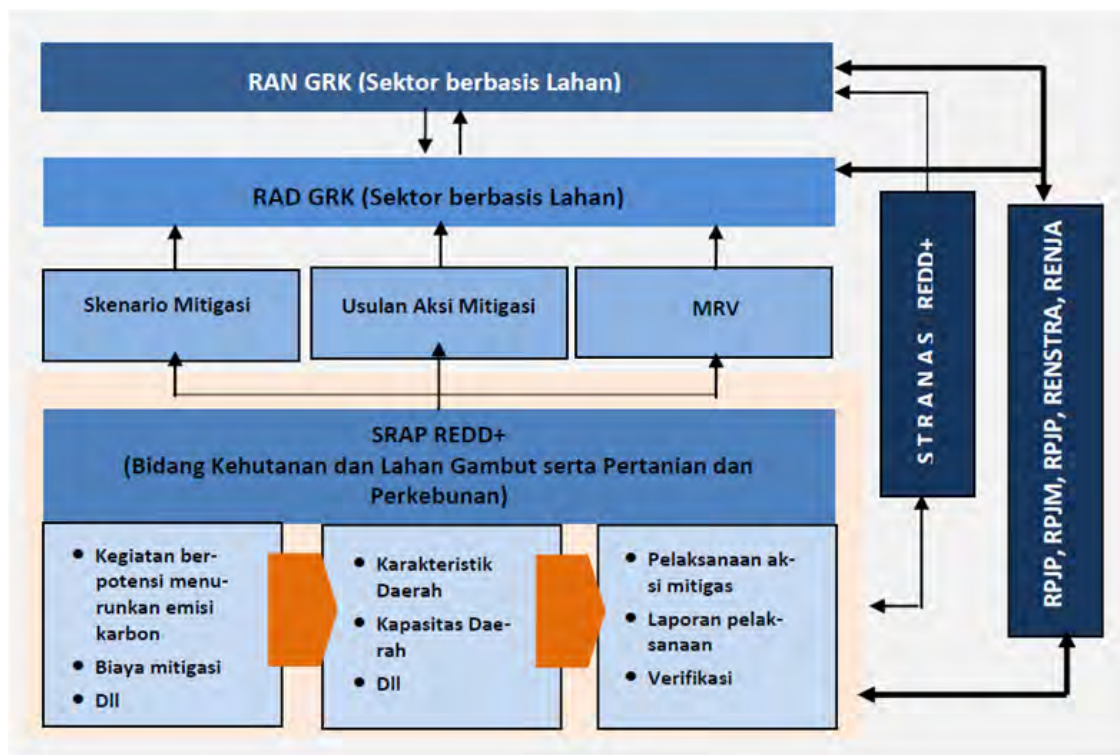 RAN GRK (Sektor berbasis Lahan)
RAD GRK (Sektor berbasis Lahan)
Skenario Mitigasi
Usulan Aksi Mitigasi
MRV
SRAP REDD+
(Bidang Kehutanan dan Lahan Gambut serta Pertanian dan
Perkebunan)
• Kegiatan ber-
potensi menu-
runkan emisi
karbon
• Biaya mitigasi
• Dll
• Karakteristik
Daerah
• Kapasitas Dae-
rah
• Dll
• Pelaksanaan ak-
si mitigas
• Laporan pelak-
sanaan
• Verifikasi
S T R A N A S REDD+
RPJP, RPJM, RPJP, RENSTRA, RENJA